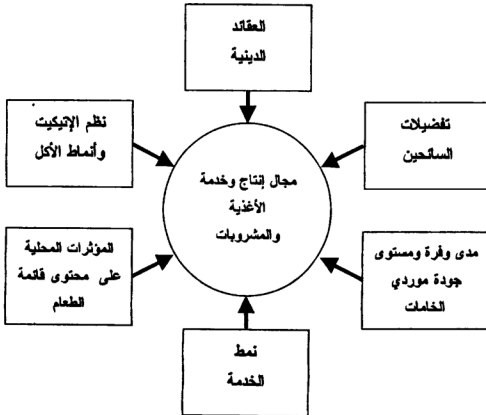 العقائد
الدينية
نظم الإتيكيت
وأنماط الأكل
تفضيلات
السائحين
مجال إنتاج وخدمة
الأغذية
والمشروبات
المؤثرات المحلية
على محتوى قائمة
الطعام
مدى وفرة ومستوى
جودة موردي
الخامات
نمط
الخدمة